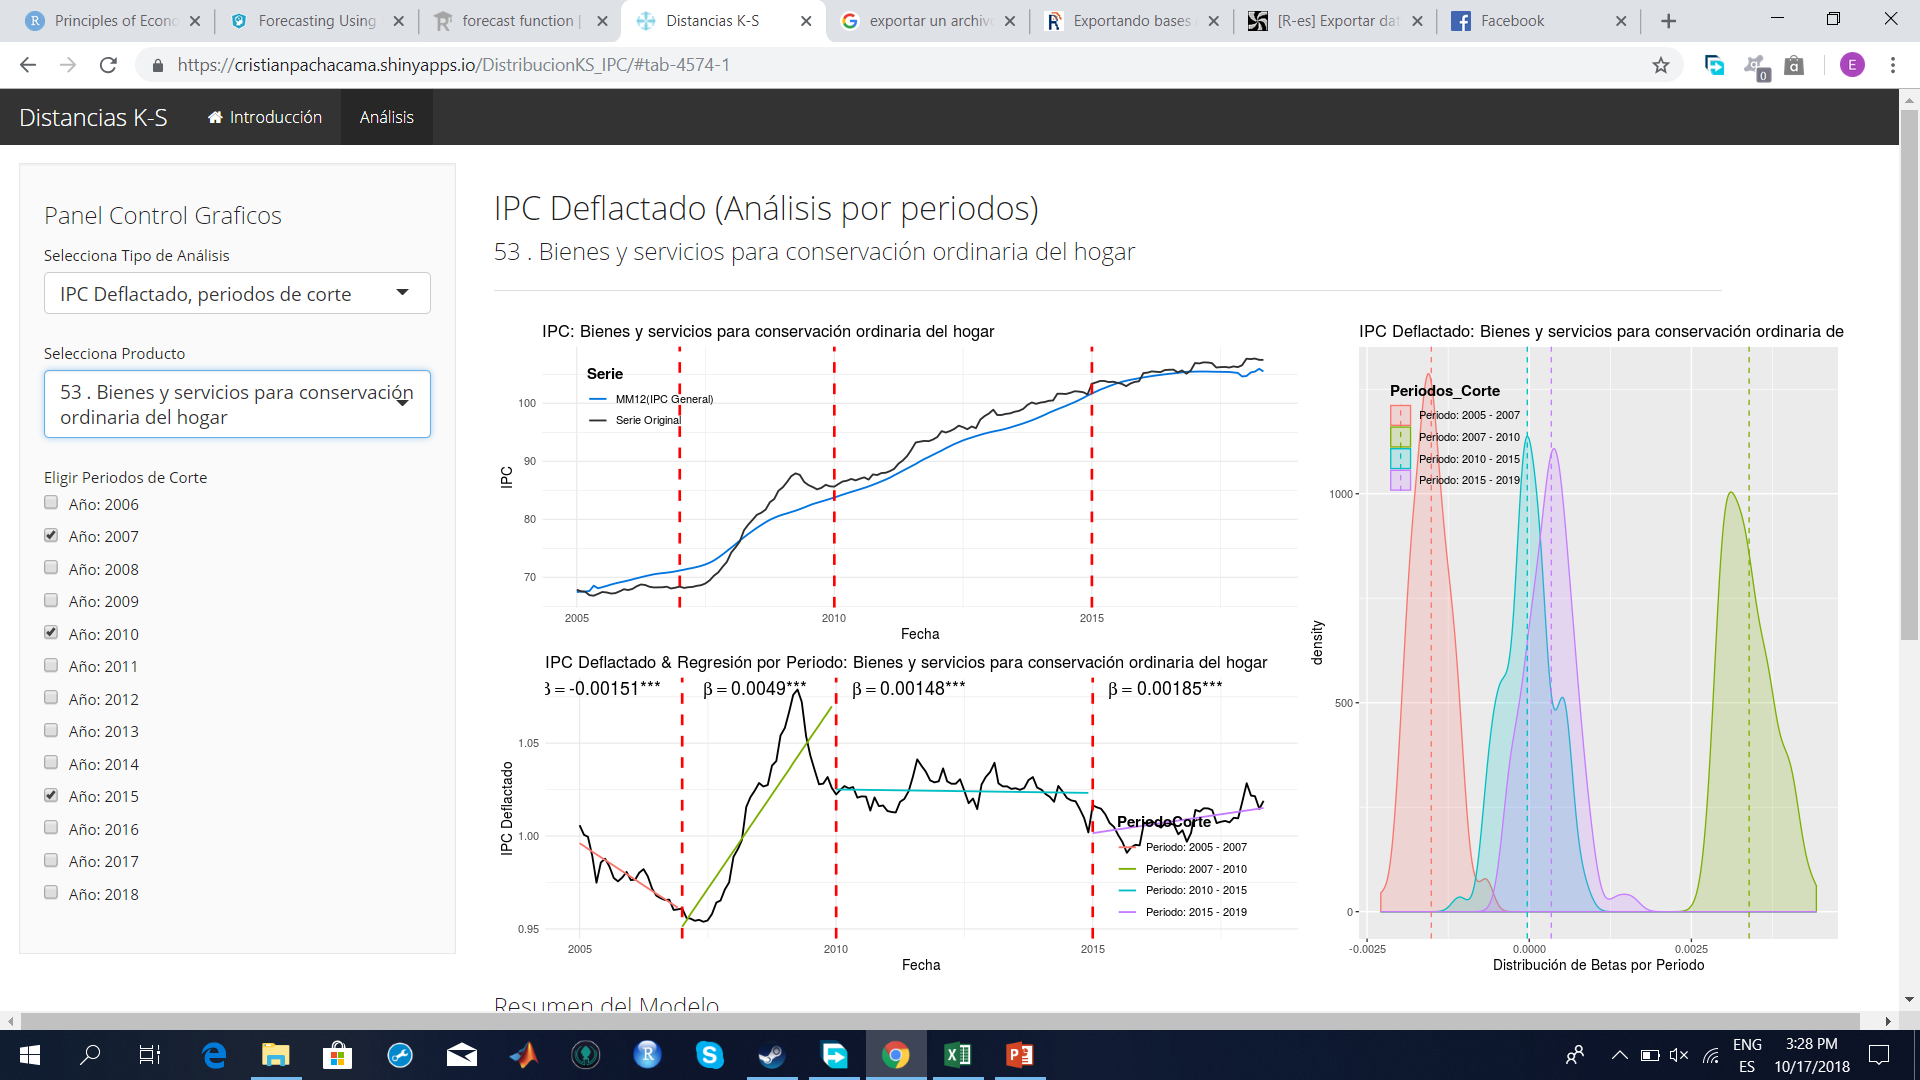 Principles of Econo
Forecasting Using
forecast function |
Distancias K-S
exportar un archivo
Exportando bases
[R-es] Exportar dat
Facebook
https://cristianpachacama.shinyapps.io/DistribucionKS_IPC/#tab-4574-1
0
E
Distancias K-S
Introducción
Análisis
Panel Control Graficos
Selecciona Tipo de Análisis
IPC Deflactado, periodos de corte
Selecciona Producto
53 . Bienes y servicios para conservación
ordinaria del hogar
Eligir Periodos de Corte
Año: 2006
Año: 2007
Año: 2008
Año: 2009
Año: 2010
Año: 2011
Año: 2012
Año: 2013
Año: 2014
Año: 2015
Año: 2016
Año: 2017
Año: 2018
IPC Deflactado (Análisis por periodos)
53 . Bienes y servicios para conservación ordinaria del hogar
IPC: Bienes y servicios para conservación ordinaria del hogar
Serie
MM12(IPC General)
Serie Original
IPC
100
90
80
70
2005
2010
2015
Fecha
IPC Deflactado & Regresión por Periodo: Bienes y servicios para conservación ordinaria del hogar
β = -0.00151***
β = 0.0049***
β = 0.00148***
β = 0.00185***
IPC Deflactado
1.05
1.00
0.95
PeriodoCorte
Periodo: 2005 - 2007
Periodo: 2007 - 2010
Periodo: 2010 - 2015
Periodo: 2015 - 2019
2005
2010
2015
Fecha
IPC Deflactado: Bienes y servicios para conservación ordinaria de
Periodos_Corte
Periodo: 2005 - 2007
Periodo: 2007 - 2010
Periodo: 2010 - 2015
Periodo: 2015 - 2019
density
1000
500
0
-0.0025
0.0000
0.0025
Distribución de Betas por Periodo
Resumen del Modelo
ENG
ES
3:28 PM
10/17/2018